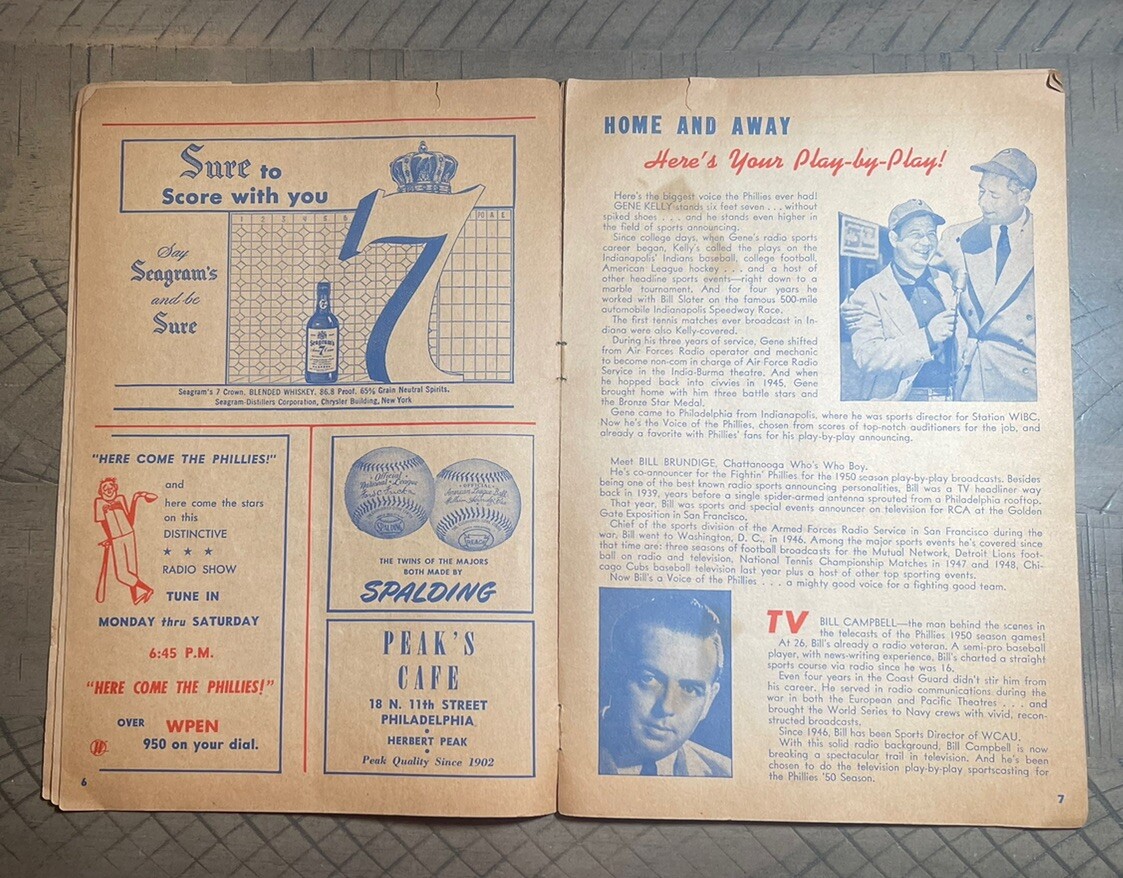 Sure to
Score with you
1 2 3 4 5 6
10 R E
7
Say
Seagram's
and be
Sure
Seagram's
7
Seagram's 7 Crown. BLENDED WHISKEY. 86.8 Proof. 65% Grain Neutral Spirits.
Seagram-Distillers Corporation, Chrysler Building, New York
"HERE COME THE PHILLIES!"
and
here come the stars
on this
DISTINCTIVE
★ ★ ★
RADIO SHOW
TUNE IN
MONDAY thru SATURDAY
6:45 P.M.
"HERE COME THE PHILLIES!"
OVER WPEN
950 on your dial.
6
Official
National League
SPALDING
OFFICIAL
American League Ball
REACH
THE TWINS OF THE MAJORS
BOTH MADE BY
SPALDING
PEAK'S
CAFE
18 N. 11th STREET
PHILADELPHIA
•
HERBERT PEAK
•
Peak Quality Since 1902
HOME AND AWAY
Here's Your Play-by-Play!
Here's the biggest voice the Phillies ever had!
GENE KELLY stands six feet seven . . . without
spiked shoes . . . and he stands even higher in
the field of sports announcing.
Since college days, when Gene's radio sports
career began, Kelly's called the plays on the
Indianapolis' Indians baseball, college football,
American League hockey . . . and a host of
other headline sports events—right down to a
marble tournament. And for four years he
worked with Bill Slater on the famous 500-mile
automobile Indianapolis Speedway Race.
The first tennis matches ever broadcast in In-
diana were also Kelly-covered.
During his three years of service, Gene shifted
from Air Forces Radio operator and mechanic
to become non-com in charge of Air Force Radio
Service in the India-Burma theatre. And when
he hopped back into civvies in 1945, Gene
brought home with him three battle stars and
the Bronze Star Medal.
Gene came to Philadelphia from Indianapolis, where he was sports director for Station WIBC.
Now he's the Voice of the Phillies, chosen from scores of top-notch auditioners for the job, and
already a favorite with Phillies' fans for his play-by-play announcing.
Meet BILL BRUNDIGE, Chattanooga Who's Who Boy.
He's co-announcer for the Fightin' Phillies for the 1950 season play-by-play broadcasts. Besides
being one of the best known radio sports announcing personalities, Bill was a TV headliner way
back in 1939, years before a single spider-armed antenna sprouted from a Philadelphia rooftop.
That year, Bill was sports and special events announcer on television for RCA at the Golden
Gate Exposition in San Francisco.
Chief of the sports division of the Armed Forces Radio Service in San Francisco during the
war, Bill went to Washington, D. C., in 1946. Among the major sports events he's covered since
that time are: three seasons of football broadcasts for the Mutual Network, Detroit Lions foot-
ball on radio and television, National Tennis Championship Matches in 1947 and 1948, Chi-
cago Cubs baseball television last year plus a host of other top sporting events.
Now Bill's a Voice of the Phillies . . . a mighty good voice for a fighting good team.
TV
BILL CAMPBELL—the man behind the scenes in
the telecasts of the Phillies 1950 season games!
At 26, Bill's already a radio veteran. A semi-pro baseball
player, with news-writing experience, Bill's charted a straight
sports course via radio since he was 16.
Even four years in the Coast Guard didn't stir him from
his career. He served in radio communications during the
war in both the European and Pacific Theatres . . . and
brought the World Series to Navy crews with vivid, recon-
structed broadcasts.
Since 1946, Bill has been Sports Director of WCAU.
With this solid radio background, Bill Campbell is now
breaking a spectacular trail in television. And he's been
chosen to do the television play-by-play sportscasting for
the Phillies '50 Season.
7